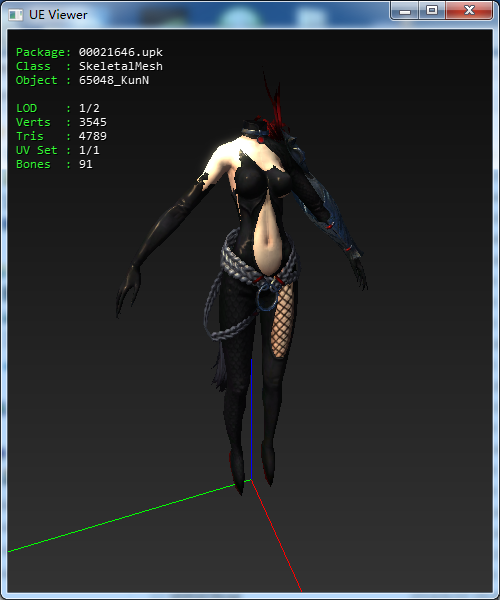 UE Viewer
Package: 00021646.upk
Class : SkeletalMesh
Object : 65048_KunN
LOD : 1/2
Verts : 3545
Tris : 4789
UV Set : 1/1
Bones : 91